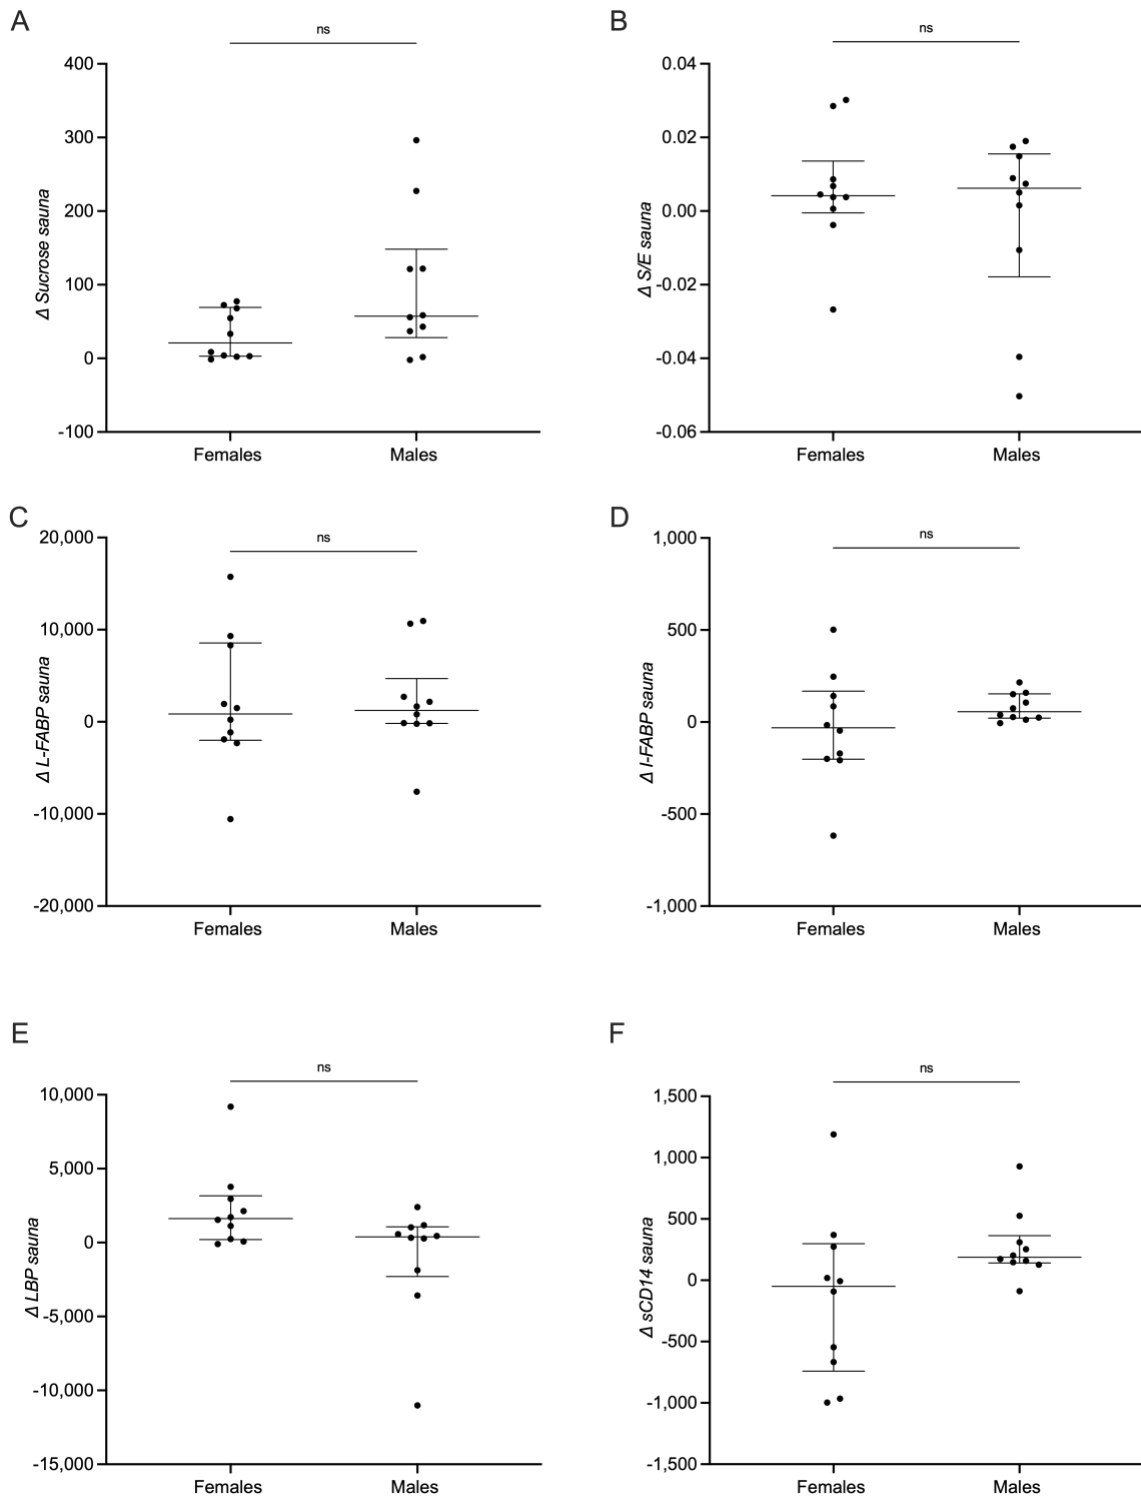 A
ns
Δ Sucrose sauna
400
300
200
100
0
-100
Females Males
B
ns
Δ S/E sauna
0.04
0.02
0.00
-0.02
-0.04
-0.06
Females Males
C
ns
Δ L-FABP sauna
20,000
10,000
0
-10,000
-20,000
Females Males
D
ns
Δ I-FABP sauna
1,000
500
0
-500
-1,000
Females Males
E
ns
Δ LBP sauna
10,000
5,000
0
-5,000
-10,000
-15,000
Females Males
F
ns
Δ sCD14 sauna
1,500
1,000
500
0
-500
-1,000
-1,500
Females Males